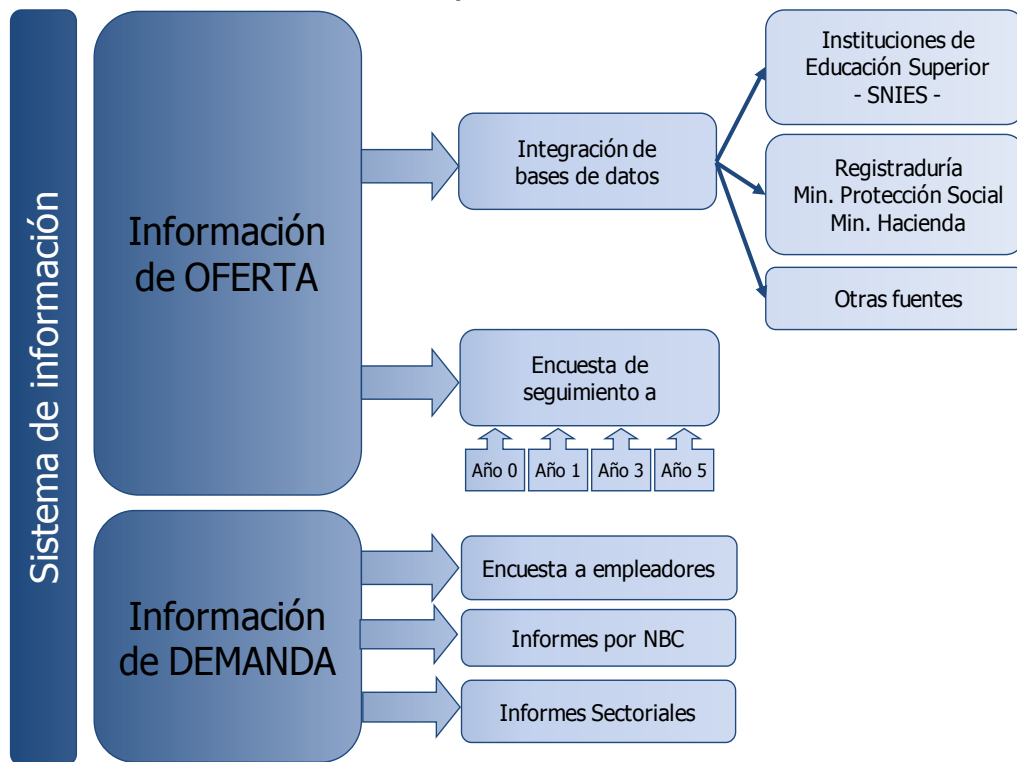 Sistema de información
Información
de OFERTA
Integración de
bases de datos
Instituciones de
Educación Superior
- SNIES -
Registraduría
Min. Protección Social
Min. Hacienda
Otras fuentes
Encuesta de
seguimiento a
Año 0
Año 1
Año 3
Año 5
Información
de DEMANDA
Encuesta a empleadores
Informes por NBC
Informes Sectoriales